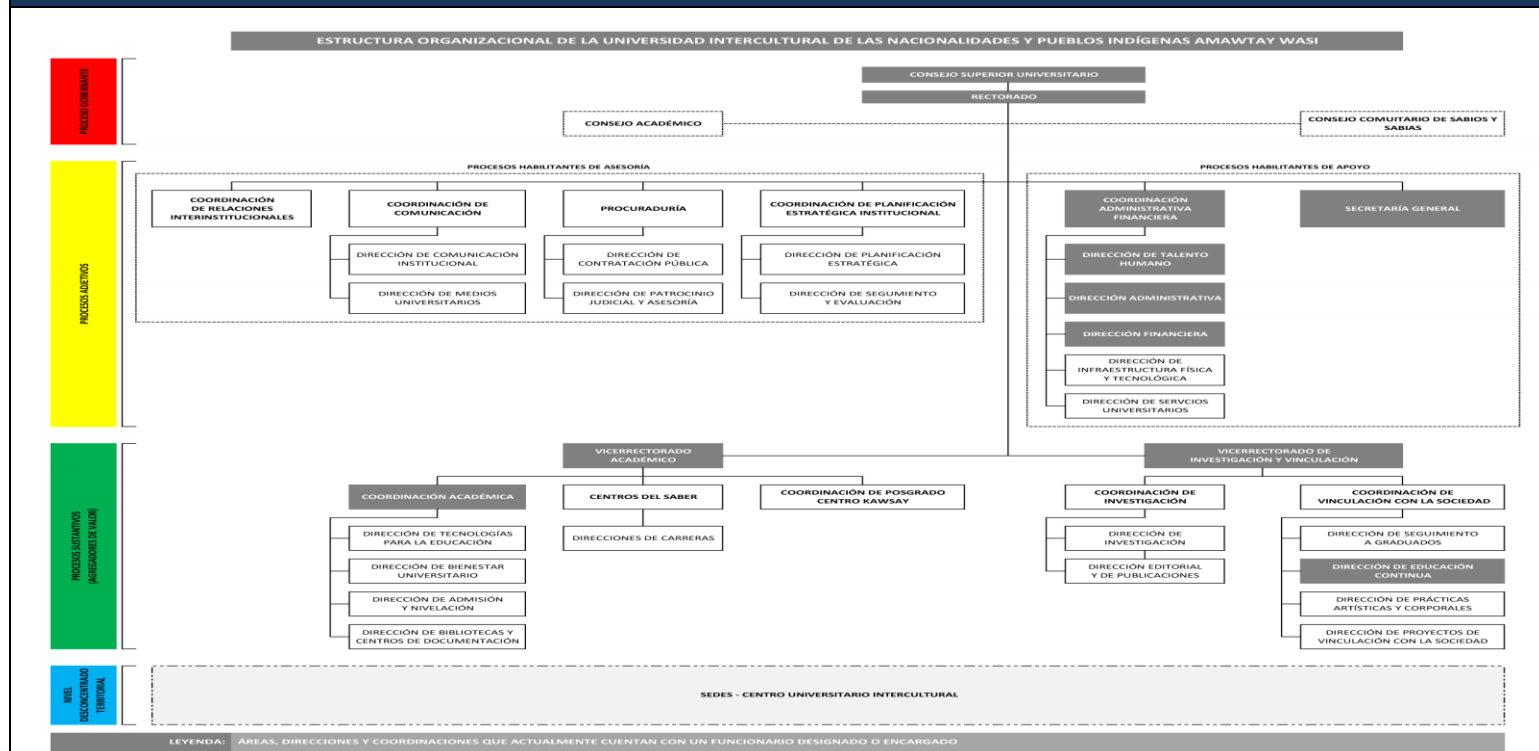 ESTRUCTURA ORGANIZACIONAL DE LA UNIVERSIDAD INTERCULTURAL DE LAS NACIONALIDADES Y PUEBLOS INDÍGENAS AMAWTAY WASI
PROCESO GOBERNANTE
CONSEJO SUPERIOR UNIVERSITARIO
RECTORADO
CONSEJO ACADÉMICO
CONSEJO COMUITARIO DE SABIOS Y
SABIAS
PROCESOS ADJETIVOS
PROCESOS HABILITANTES DE ASESORÍA
PROCESOS HABILITANTES DE APOYO
COORDINACIÓN
DE RELACIONES
INTERINSTITUCIONALES
COORDINACIÓN DE
COMUNICACIÓN
PROCURADURÍA
COORDINACIÓN DE PLANIFICACIÓN
ESTRATÉGICA INSTITUCIONAL
COORDINACIÓN
ADMINISTRATIVA
FINANCIERA
SECRETARÍA GENERAL
DIRECCIÓN DE COMUNICACIÓN
INSTITUCIONAL
DIRECCIÓN DE
CONTRATACIÓN PÚBLICA
DIRECCIÓN DE PLANIFICACIÓN
ESTRATÉGICA
DIRECCIÓN DE TALENTO
HUMANO
DIRECCIÓN DE MEDIOS
UNIVERSITARIOS
DIRECCIÓN DE PATROCINIO
JUDICIAL Y ASESORÍA
DIRECCIÓN DE SEGUMIENTO
Y EVALUACIÓN
DIRECCIÓN ADMINISTRATIVA
DIRECCIÓN FINANCIERA
DIRECCIÓN DE
INFRAESTRUCTURA FÍSICA
Y TECNOLÓGICA
DIRECCIÓN DE SERVCIOS
UNIVERSITARIOS
PROCESOS SUSTANTIVOS
(AGREGADORES DE VALOR)
VICERRECTORADO
ACADÉMICO
VICERRECTORADO DE
INVESTIGACIÓN Y VINCULACIÓN
COORDINACIÓN ACADÉMICA
CENTROS DEL SABER
COORDINACIÓN DE POSGRADO
CENTRO KAWSAY
COORDINACIÓN DE
INVESTIGACIÓN
COORDINACIÓN DE
VINCULACIÓN CON LA SOCIEDAD
DIRECCIÓN DE TECNOLOGÍAS
PARA LA EDUCACIÓN
DIRECCIONES DE CARRERAS
DIRECCIÓN DE
INVESTIGACIÓN
DIRECCIÓN DE SEGUIMIENTO
A GRADUADOS
DIRECCIÓN DE BIENESTAR
UNIVERSITARIO
DIRECCIÓN EDITORIAL
Y DE PUBLICACIONES
DIRECCIÓN DE EDUCACIÓN
CONTINUA
DIRECCIÓN DE ADMISIÓN
Y NIVELACIÓN
DIRECCIÓN DE PRÁCTICAS
ARTÍSTICAS Y CORPORALES
DIRECCIÓN DE BIBLIOTECAS Y
CENTROS DE DOCUMENTACIÓN
DIRECCIÓN DE PROYECTOS DE
VINCULACIÓN CON LA SOCIEDAD
NIVEL
DESCONCENTRADO
TERRITORIAL
SEDES - CENTRO UNIVERSITARIO INTERCULTURAL
LEYENDA: ÁREAS, DIRECCIONES Y COORDINACIONES QUE ACTUALMENTE CUENTAN CON UN FUNCIONARIO DESIGNADO O ENCARGADO